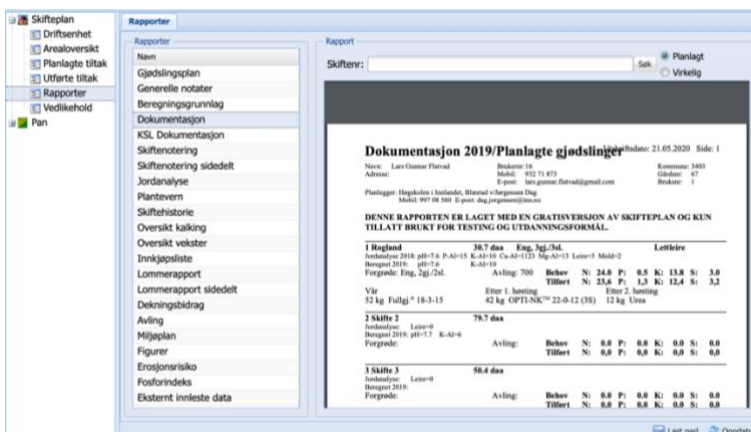 Skifteplan
Driftsenhet
Arealoversikt
Planlagte tiltak
Utførte tiltak
Rapporter
Vedlikehold
Pan
Rapporter
Rapporter
Navn
Gjødslingsplan
Generelle notater
Beregningsgrunnlag
Dokumentasjon
KSL Dokumentasjon
Skiftenotering
Skiftenotering sidedelt
Jordanalyse
Plantevern
Skiftehistorie
Oversikt kalking
Oversikt vekster
Innkjøpsliste
Lommerapport
Lommerapport sidedelt
Dekningsbidrag
Avling
Miljøplan
Figurer
Erosjonsrisiko
Fosforindeks
Eksternt innleste data
Rapport
Skiftenr: Søk Planlagt
Virkelig
Dokumentasjon 2019/Planlagte gjødslinger 21.05.2020 Side: 1
Navn: Lars Gunnar Flatvad Brukernr: 16 Kommune: 3403
Adresse: Mobil: 932 71 873 Gårdsnr: 67
E-post: lars.gunnar.flatvad@gmail.com Bruksnr: 1
Planlegger: Høgskolen i Innlandet, Blæstad v/Jørgensen Dag
Mobil: 997 08 560 E-post: dag.jorgensen@inn.no
DENNE RAPPORTEN ER LAGET MED EN GRATISVERSJON AV SKIFTEPLAN OG KUN
TILLATT BRUKT FOR TESTING OG UTDANNINGSFORMÅL.
1 Rogland 30.7 daa Eng, 3gj./3sl. Lettleire
Jordanalyse 2018: pH=7.6 P-Al=15 K-Al=10 Ca-Al=1123 Mg-Al=13 Leire=3 Mold=2
Beregnet 2019: pH=7.6 K-Al=10
Forgrøde: Eng, 2gj./2sl. Avling: 700 Behov N: 24.0 P: 0.5 K: 13.8 S: 3.0
Tilført N: 23,6 P: 1,3 K: 12,4 S: 3,2
Vår Etter 1. høsting Etter 2. høsting
52 kg Fullgj.® 18-3-15 42 kg OPTI-NK™ 22-0-12 (3S) 12 kg Urea
2 Skifte 2 79.7 daa
Jordanalyse: Leire=0
Beregnet 2019: pH=7.7 K-Al=6
Forgrøde: Avling: Behov N: 0.0 P: 0.0 K: 0.0 S: 0.0
Tilført N: 0,0 P: 0,0 K: 0,0 S: 0,0
3 Skifte 3 50.4 daa
Jordanalyse: Leire=0
Beregnet 2019:
Forgrøde: Avling: Behov N: 0.0 P: 0.0 K: 0.0 S: 0.0
Tilført N: 0,0 P: 0,0 K: 0,0 S: 0,0
Last ned